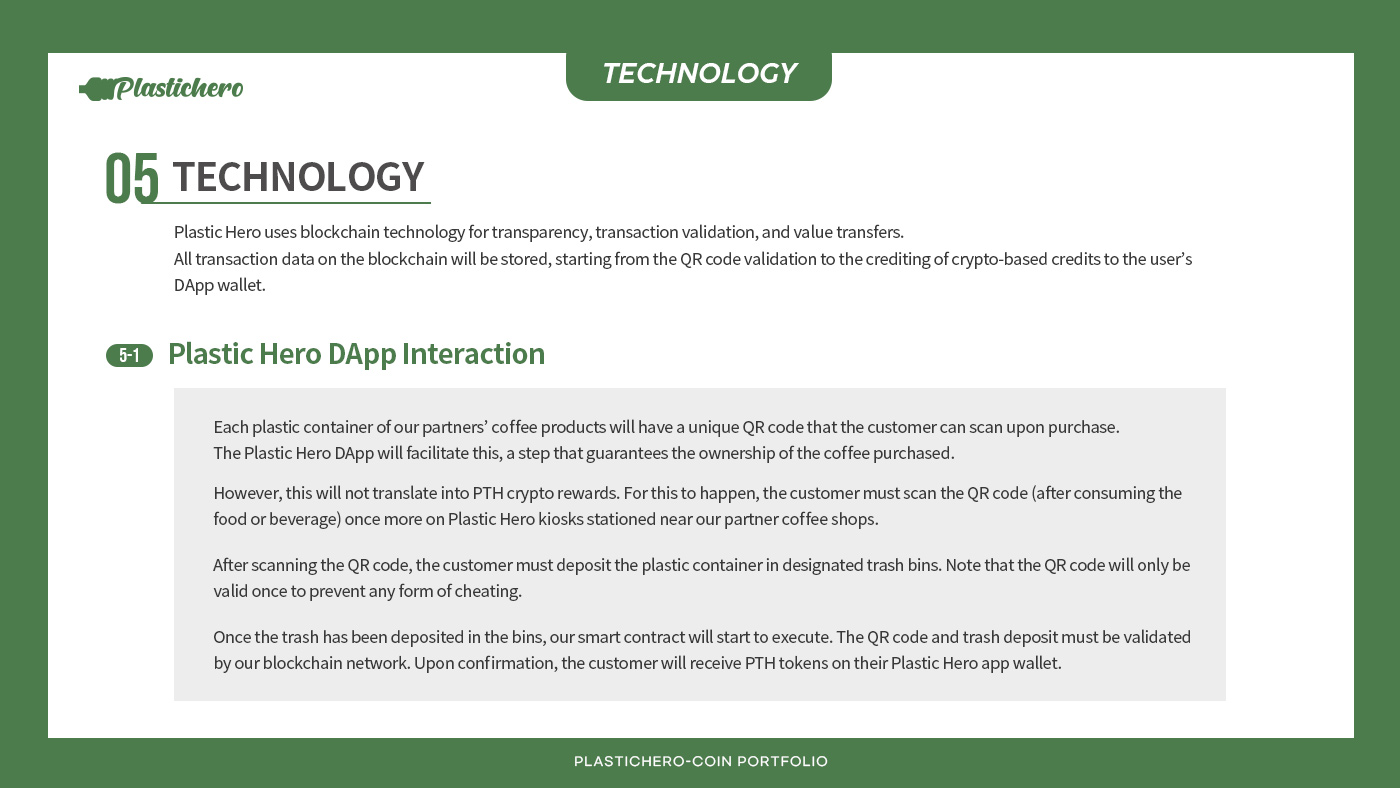 Plastichero
TECHNOLOGY
05 TECHNOLOGY
Plastic Hero uses blockchain technology for transparency, transaction validation, and value transfers.
All transaction data on the blockchain will be stored, starting from the QR code validation to the crediting of crypto-based credits to the user’s
DApp wallet.
5-1 Plastic Hero DApp Interaction
Each plastic container of our partners’ coffee products will have a unique QR code that the customer can scan upon purchase.
The Plastic Hero DApp will facilitate this, a step that guarantees the ownership of the coffee purchased.
However, this will not translate into PTH crypto rewards. For this to happen, the customer must scan the QR code (after consuming the
food or beverage) once more on Plastic Hero kiosks stationed near our partner coffee shops.
After scanning the QR code, the customer must deposit the plastic container in designated trash bins. Note that the QR code will only be
valid once to prevent any form of cheating.
Once the trash has been deposited in the bins, our smart contract will start to execute. The QR code and trash deposit must be validated
by our blockchain network. Upon confirmation, the customer will receive PTH tokens on their Plastic Hero app wallet.
PLASTICHERO-COIN PORTFOLIO